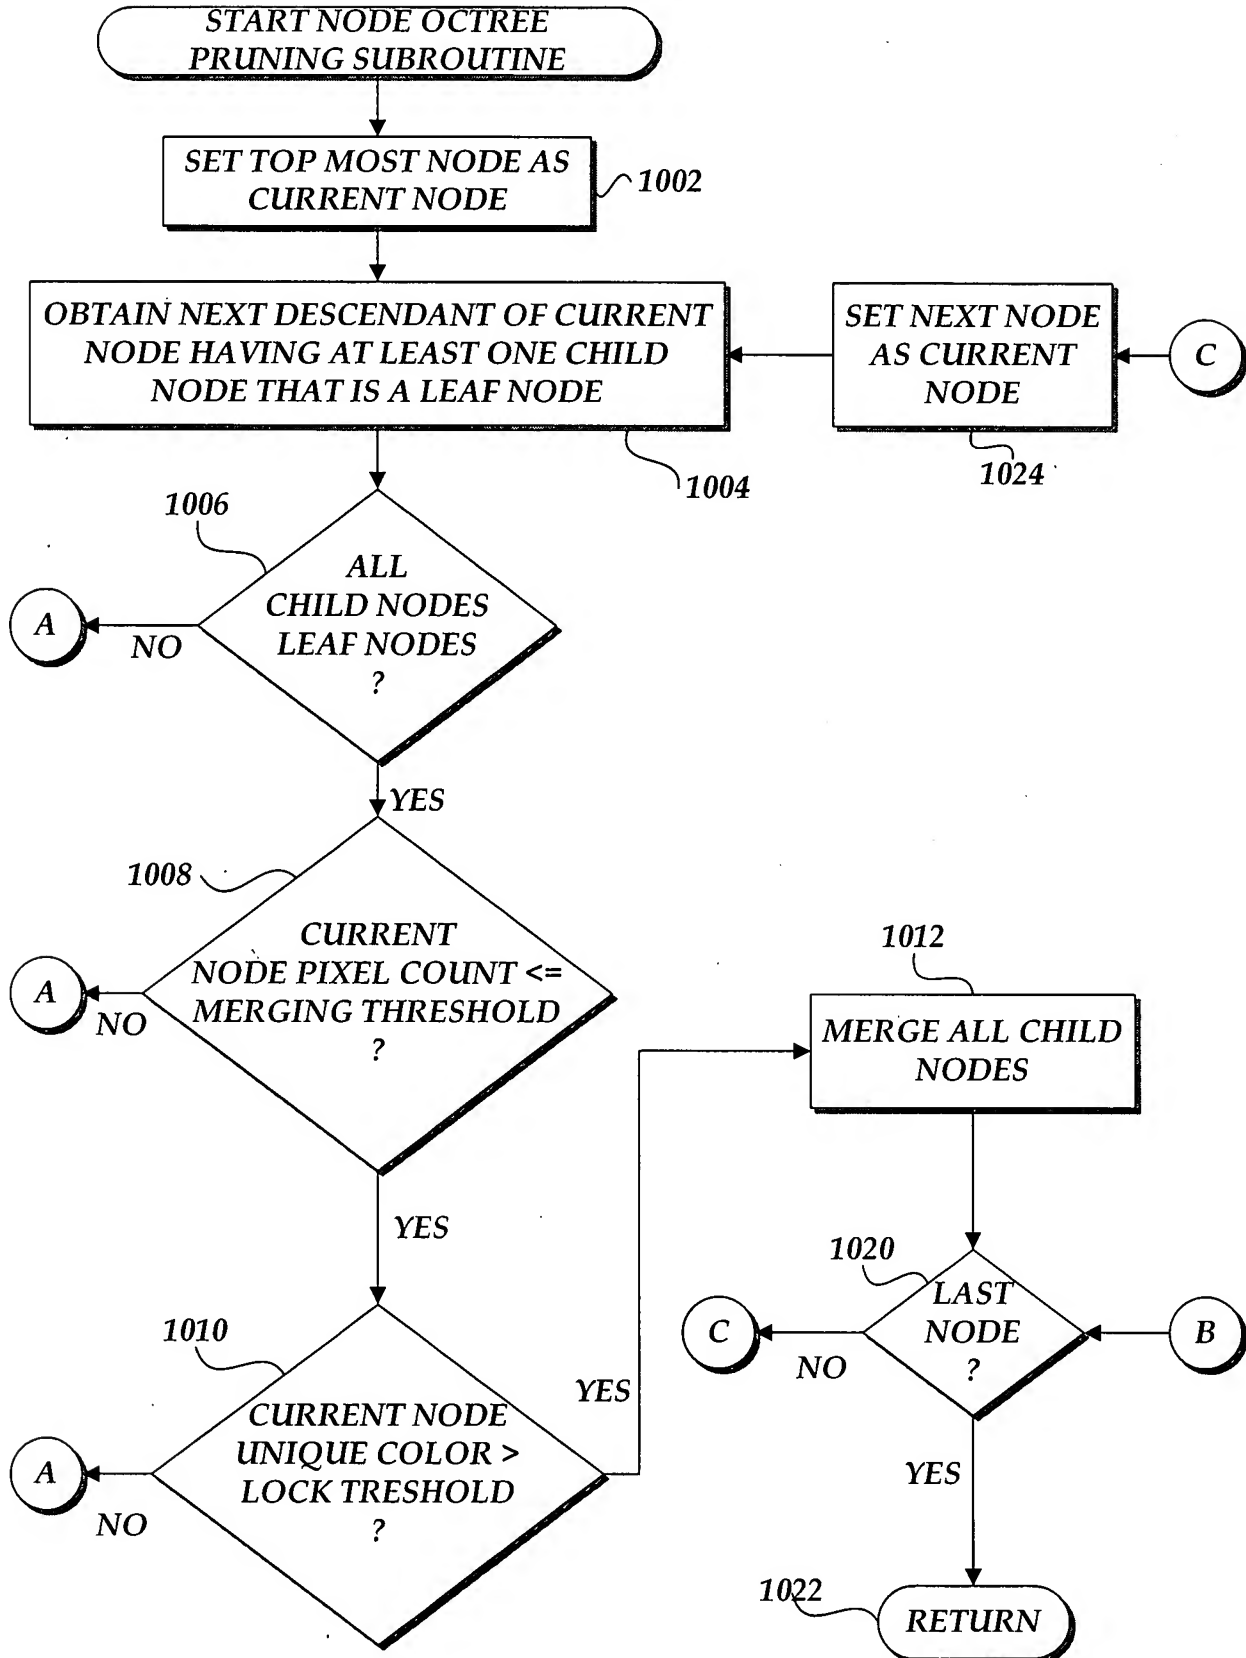 START NODE OCTREE
PRUNING SUBROUTINE
SET TOP MOST NODE AS
CURRENT NODE
1002
OBTAIN NEXT DESCENDANT OF CURRENT
NODE HAVING AT LEAST ONE CHILD
NODE THAT IS A LEAF NODE
1004
SET NEXT NODE
AS CURRENT
NODE
1024
C
1006
ALL
CHILD NODES
LEAF NODES
?
A
NO
YES
1008
CURRENT
NODE PIXEL COUNT <=
MERGING THRESHOLD
?
A
NO
YES
1010
CURRENT NODE
UNIQUE COLOR >
LOCK TRESHOLD
?
A
NO
YES
1012
MERGE ALL CHILD
NODES
1020
LAST
NODE
?
B
C
NO
YES
1022
RETURN